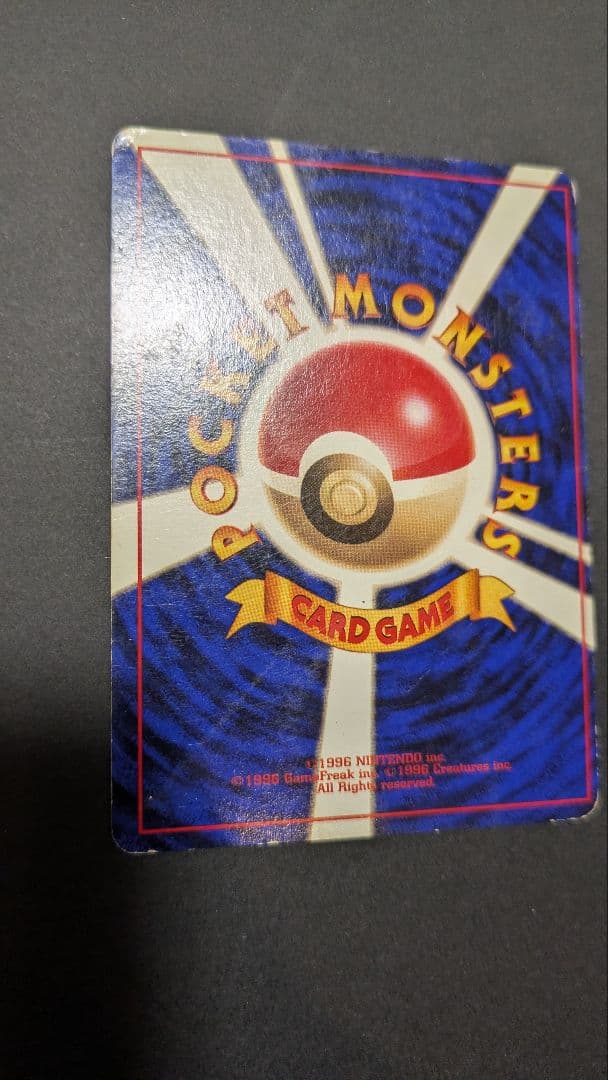 POCKET MONSTERS
CARD GAME
©1996 NINTENDO inc.
©1996 GameFreak inc. ©1996 Creatures inc.
All Rights reserved.